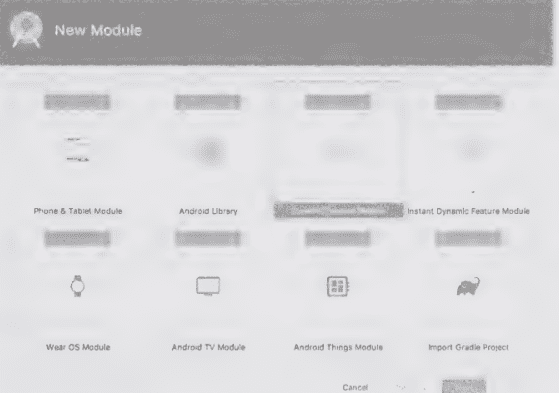 New Module
Phone & Tablet Module
Android Library
Instant Dynamic Feature Module
Wear OS Module
Android TV Module
Android Things Module
Import Gradle Project
Cancel